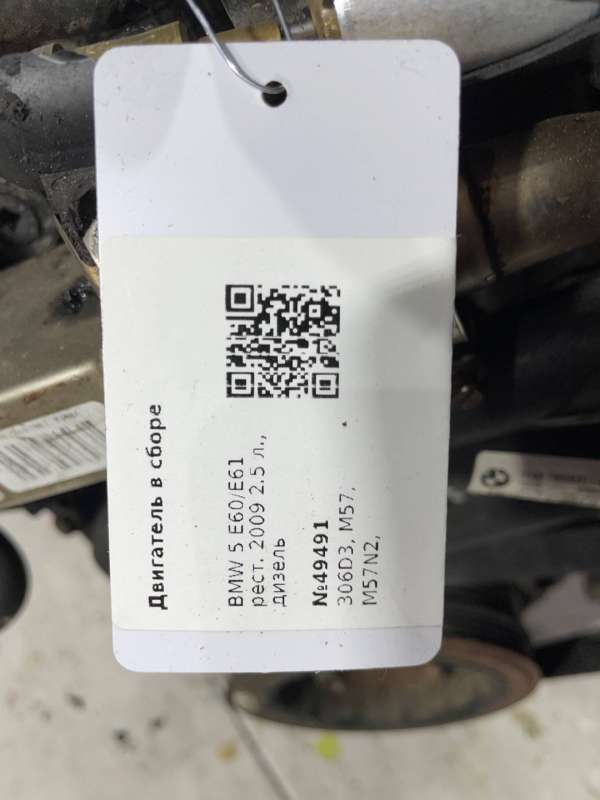 Двигатель в сборе
BMW 5 E60/E61
рест. 2009 2.5 л.,
дизель
№49491
306D3, M57,
M57N2,